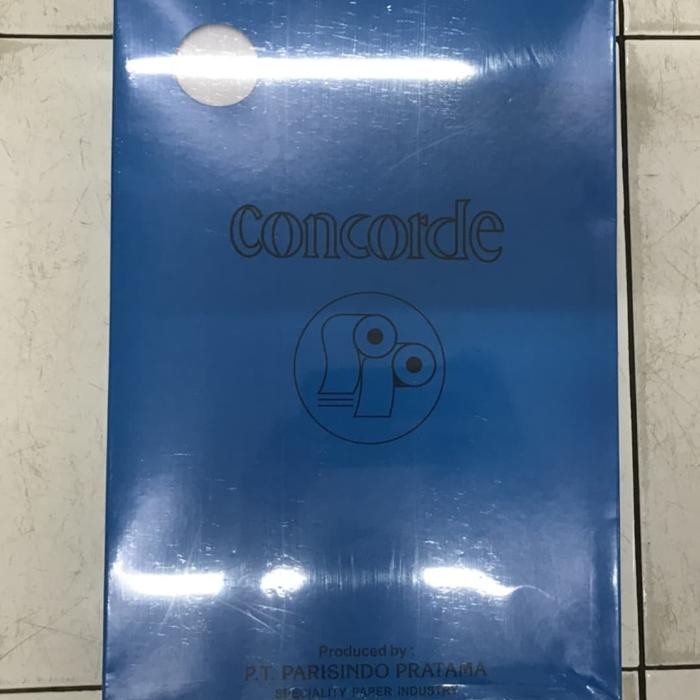 Concorde
Produced by :
P.T. PARISINDO PRATAMA
SPECIALITY PAPER INDUSTRY